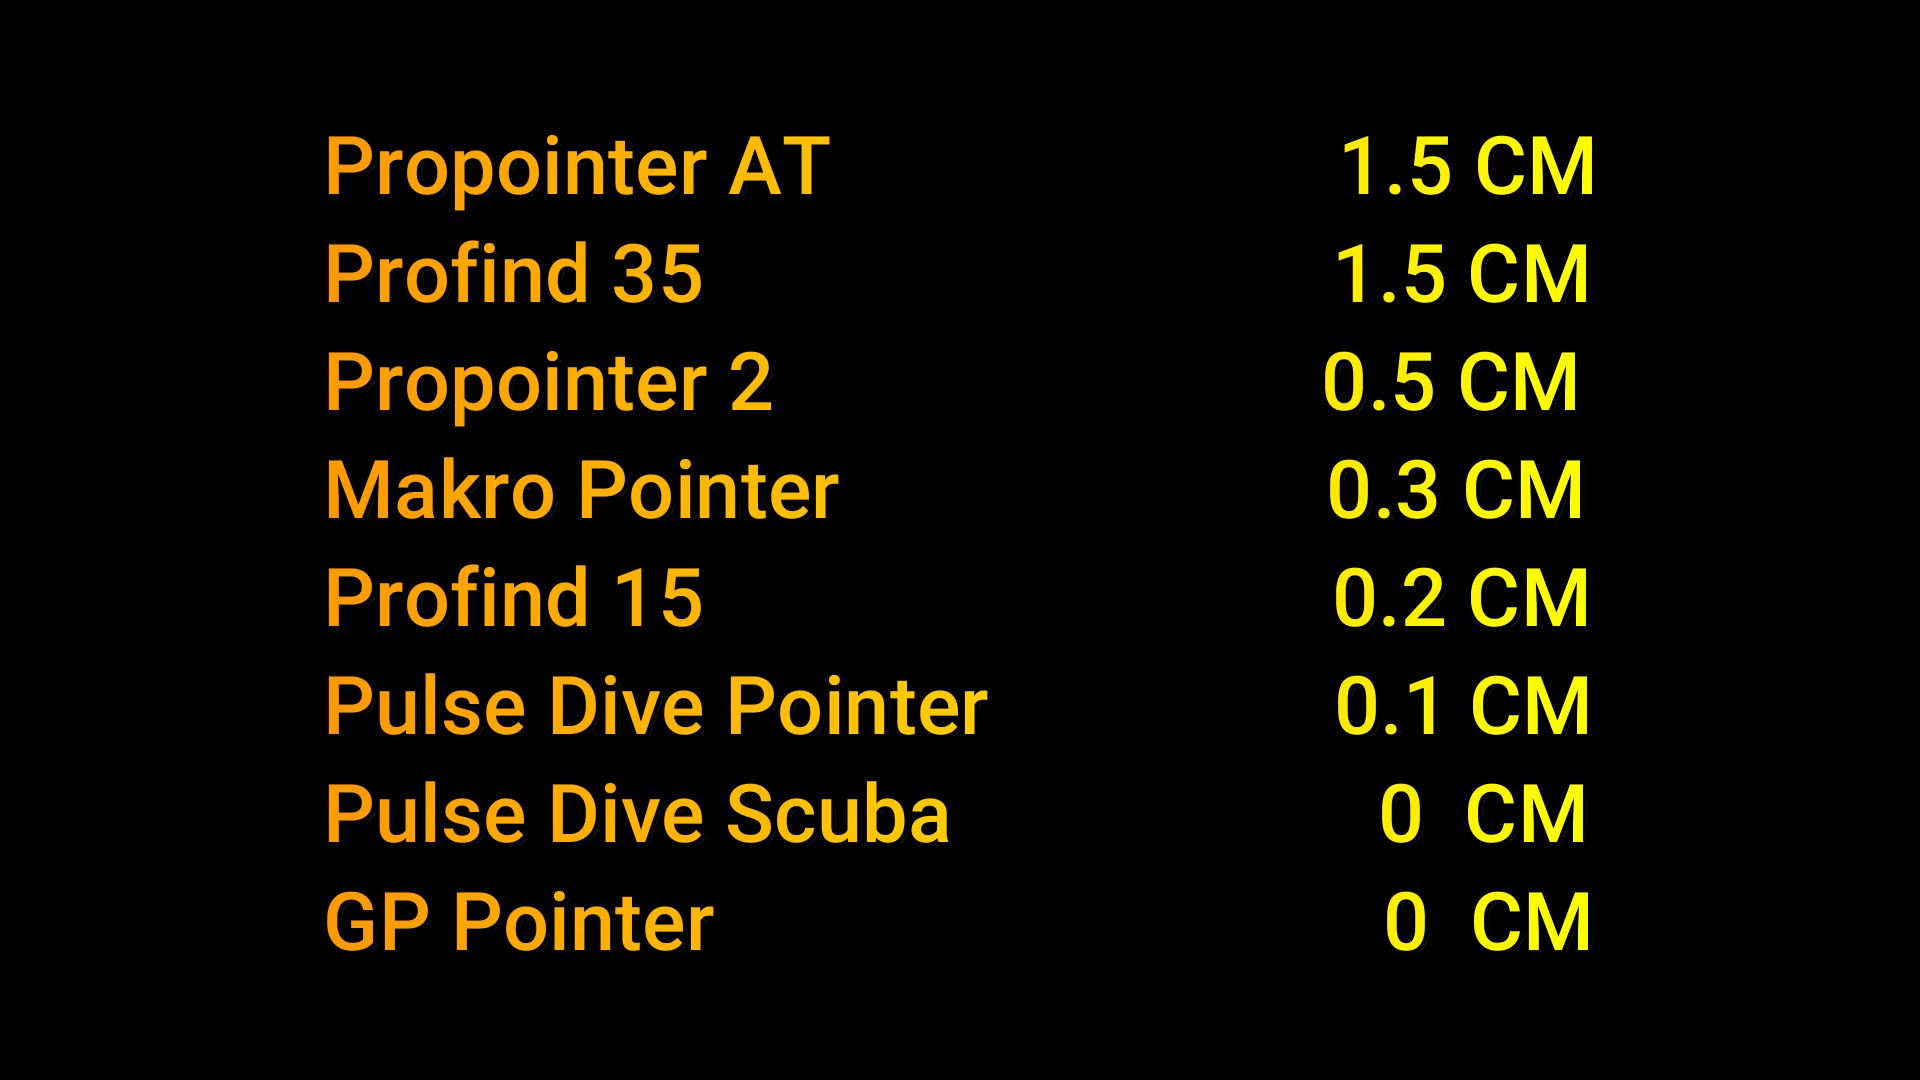 Propointer AT 1.5 CM
Profind 35 1.5 CM
Propointer 2 0.5 CM
Makro Pointer 0.3 CM
Profind 15 0.2 CM
Pulse Dive Pointer 0.1 CM
Pulse Dive Scuba 0 CM
GP Pointer 0 CM